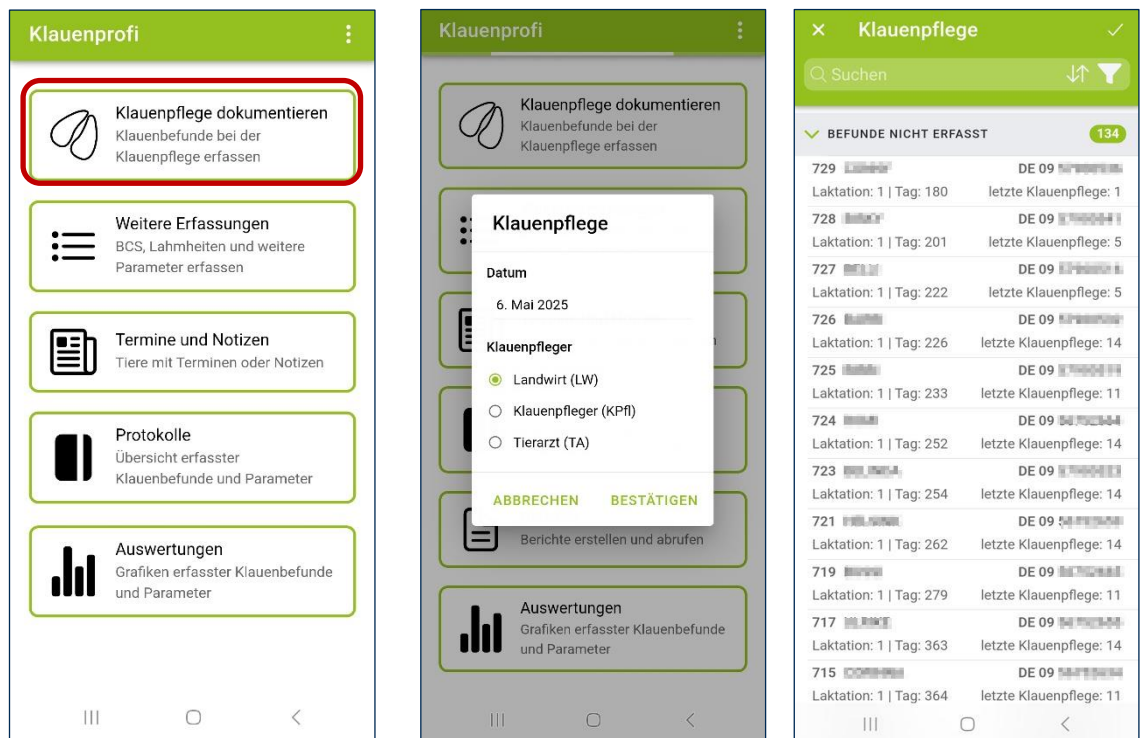 Klauenprofi
Klauenpflege dokumentieren
Klauenbefunde bei der
Klauenpflege erfassen
Weitere Erfassungen
BCS, Lahmheiten und weitere
Parameter erfassen
Termine und Notizen
Tiere mit Terminen oder Notizen
Protokolle
Übersicht erfasster
Klauenbefunde und Parameter
Auswertungen
Grafiken erfasster Klauenbefunde
und Parameter
Klauenprofi
Klauenpflege dokumentieren
Klauenbefunde bei der
Klauenpflege erfassen
Klauenpflege
Datum
6. Mai 2025
Klauenpfleger
Landwirt (LW)
Klauenpfleger (KPfl)
Tierarzt (TA)
ABBRECHEN BESTÄTIGEN
Berichte erstellen und abrufen
Auswertungen
Grafiken erfasster Klauenbefunde
und Parameter
Klauenpflege
Suchen
BEFUNDE NICHT ERFASST 134
729 DE 09
Laktation: 1 | Tag: 180 letzte Klauenpflege: 1
728 DE 09
Laktation: 1 | Tag: 201 letzte Klauenpflege: 5
727 DE 09
Laktation: 1 | Tag: 222 letzte Klauenpflege: 5
726 DE 09
Laktation: 1 | Tag: 226 letzte Klauenpflege: 14
725 DE 09
Laktation: 1 | Tag: 233 letzte Klauenpflege: 11
724 DE 09
Laktation: 1 | Tag: 252 letzte Klauenpflege: 14
723 DE 09
Laktation: 1 | Tag: 254 letzte Klauenpflege: 14
721 DE 09
Laktation: 1 | Tag: 262 letzte Klauenpflege: 14
719 DE 09
Laktation: 1 | Tag: 279 letzte Klauenpflege: 11
717 DE 09
Laktation: 1 | Tag: 363 letzte Klauenpflege: 14
715 DE 09
Laktation: 1 | Tag: 364 letzte Klauenpflege: 11